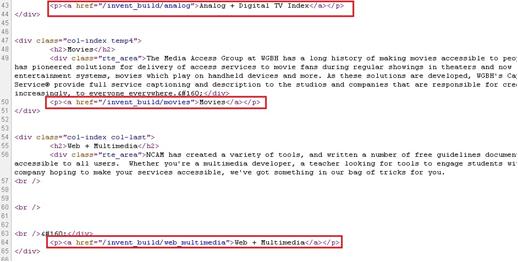 43 <p><a href="/invent_build/analog">Analog + Digital TV Index</a></p>
44 </div>
45
46
47 <div class="col-index temp4">
48 <h2>Movies</h2>
49 <div class="rte_area">The Media Access Group at WGBH has a long history of making movies accessible to peo
has pioneered solutions for delivery of access services to movie fans during regular showings in theaters and now
entertainment systems, movies which play on handheld devices and more. As these solutions are developed, WGBH's Ca
Service® provide full service captioning and description to the studios and companies that are responsible for crea
increasingly, to everyone everywhere.&#160;</div>
50 <p><a href="/invent_build/movies">Movies</a></p>
51 </div>
52
53
54 <div class="col-index col-last">
55 <h2>Web + Multimedia</h2>
56 <div class="rte_area">NCAM has created a variety of tools, and written a number of free guidelines document
accessible to all users. Whether you're a multimedia developer, a teacher looking for tools to engage students wi
company hoping to make your services accessible, we've got something in our bag of tricks for you.
57 <br />
58
59
60 <br />
61
62
63 <br />&#160;</div>
64 <p><a href="/invent_build/web_multimedia">Web + Multimedia</a></p>
65 </div>
66